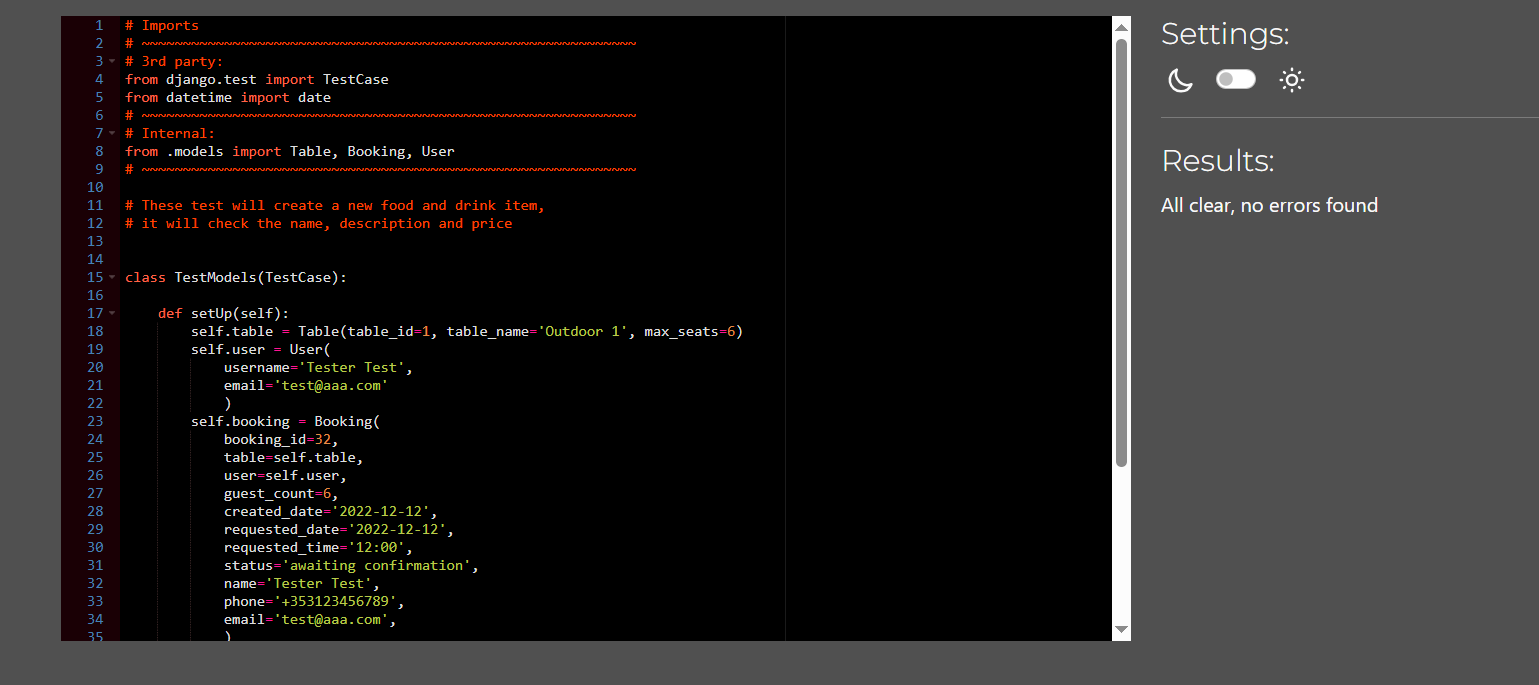 1 # Imports
2 # ~~~~~~~~~~~~~~~~~~~~~~~~~~~~~~~~~~~~~~~~~~~~~~~~~~~~~~~~~~~~
3 # 3rd party:
4 from django.test import TestCase
5 from datetime import date
6 # ~~~~~~~~~~~~~~~~~~~~~~~~~~~~~~~~~~~~~~~~~~~~~~~~~~~~~~~~~~~~
7 # Internal:
8 from .models import Table, Booking, User
9 # ~~~~~~~~~~~~~~~~~~~~~~~~~~~~~~~~~~~~~~~~~~~~~~~~~~~~~~~~~~~~
10
11 # These test will create a new food and drink item,
12 # it will check the name, description and price
13
14
15 class TestModels(TestCase):
16
17     def setUp(self):
18         self.table = Table(table_id=1, table_name='Outdoor 1', max_seats=6)
19         self.user = User(
20             username='Tester Test',
21             email='test@aaa.com'
22             )
23         self.booking = Booking(
24             booking_id=32,
25             table=self.table,
26             user=self.user,
27             guest_count=6,
28             created_date='2022-12-12',
29             requested_date='2022-12-12',
30             requested_time='12:00',
31             status='awaiting confirmation',
32             name='Tester Test',
33             phone='+353123456789',
34             email='test@aaa.com',
35             )
Settings:
Results:
All clear, no errors found